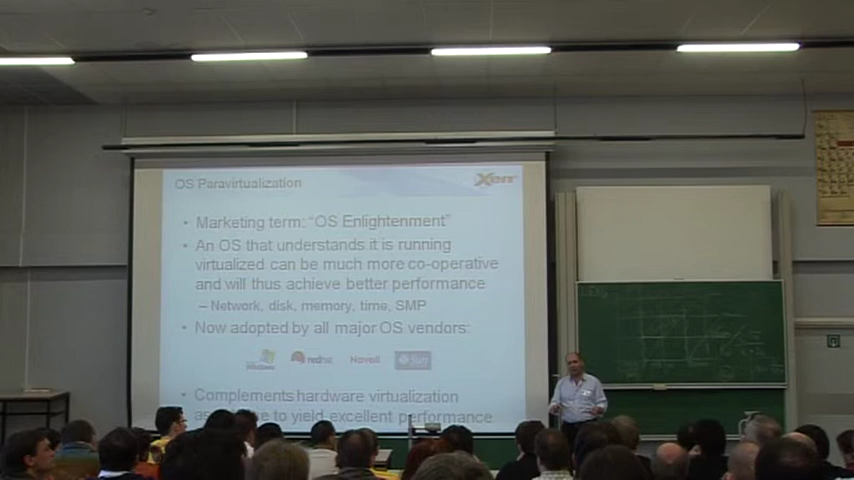 OS Paravirtualization
Xen
• Marketing term: "OS Enlightenment"
• An OS that understands it is running
virtualized can be much more co-operative
and will thus achieve better performance
– Network, disk, memory, time, SMP
• Now adopted by all major OS vendors:
Windows redhat Novell Sun
• Complements hardware virtualization
to yield excellent performance